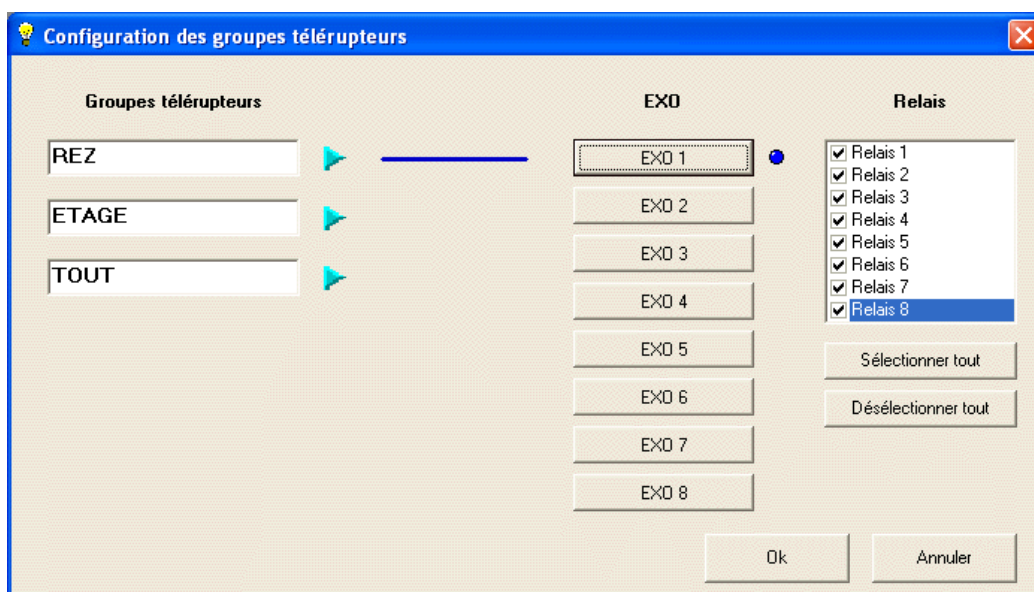 Configuration des groupes télérupteurs
Groupes télérupteurs
EXO
Relais
REZ
ETAGE
TOUT
EXO 1
EXO 2
EXO 3
EXO 4
EXO 5
EXO 6
EXO 7
EXO 8
Relais 1
Relais 2
Relais 3
Relais 4
Relais 5
Relais 6
Relais 7
Relais 8
Sélectionner tout
Désélectionner tout
Ok
Annuler